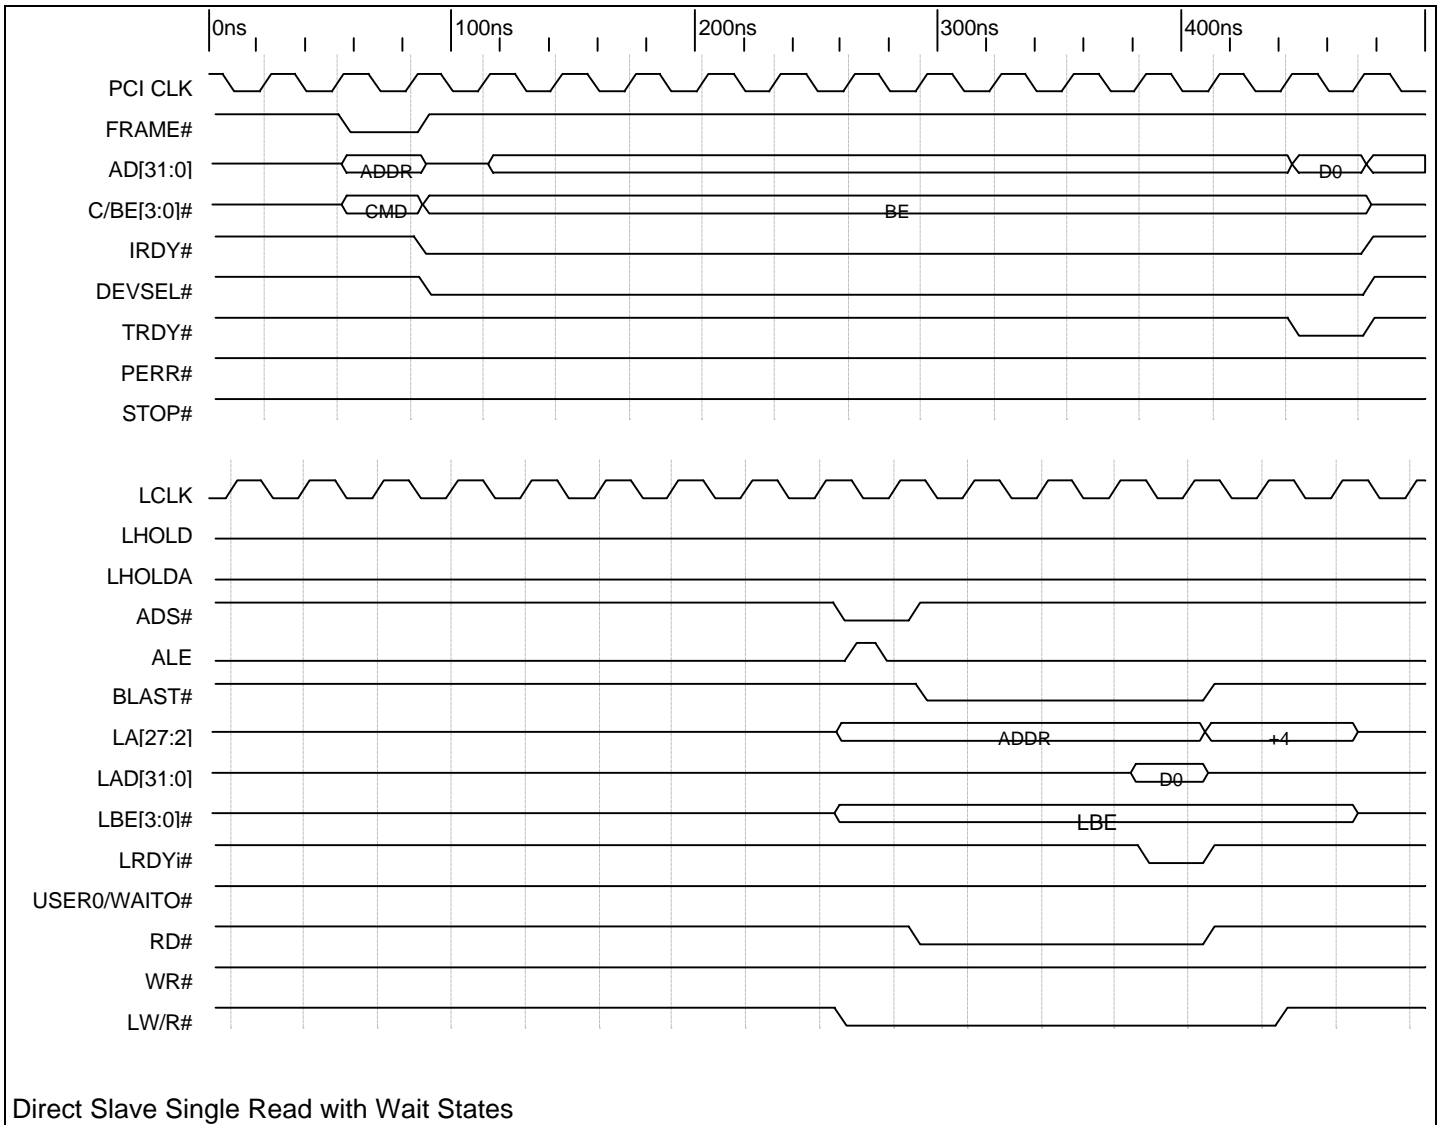 0ns 100ns 200ns 300ns 400ns
PCI CLK
FRAME#
AD[31:0] ADDR D0
C/BE[3:0]# CMD BE
IRDY#
DEVSEL#
TRDY#
PERR#
STOP#
LCLK
LHOLD
LHOLDA
ADS#
ALE
BLAST#
LA[27:2] ADDR +4
LAD[31:0] D0
LBE[3:0]# LBE
LRDYi#
USER0/WAITO#
RD#
WR#
LW/R#
Direct Slave Single Read with Wait States